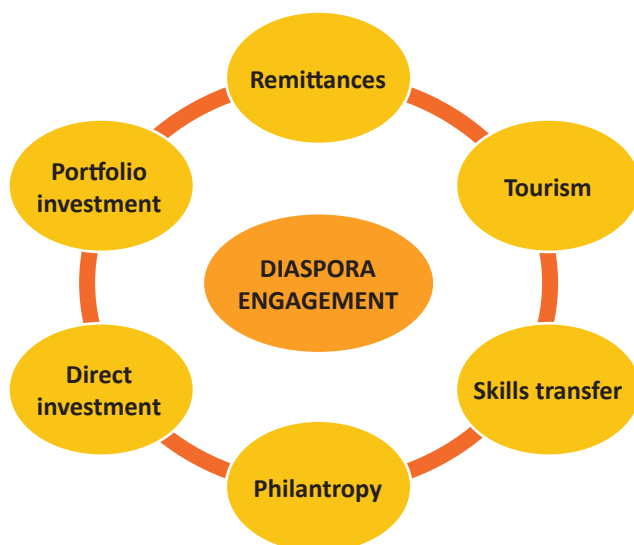 Remittances
Portfolio
investment
Tourism
DIASPORA
ENGAGEMENT
Direct
investment
Skills transfer
Philantropy